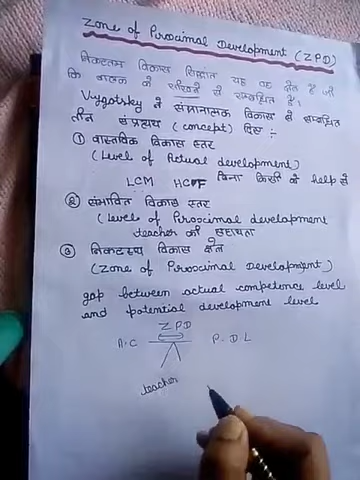 Zone of Proximal Development (ZPD)
निकटतम विकास सिद्धांत यह वह क्षेत्र है जो
कि बालक के सीखने से सम्बन्धित है।
Vygotsky ने संज्ञानात्मक विकास से सम्बन्धित
तीन संप्रत्यय (concept) दिए :-
① वास्तविक विकास स्तर
(Level of Actual development)
LCM HCF बिना किसी के help से
② संभावित विकास स्तर
(Level of Proximal development
teacher की सहायता
③ निकटस्थ विकास क्षेत्र
(Zone of Proximal Development)
gap between actual competence level
and potential development level
ZPD
A.C P.D.L
teacher